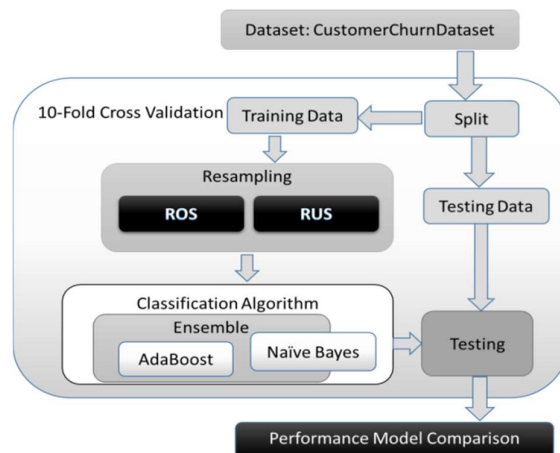 Dataset: CustomerChurnDataset
10-Fold Cross Validation
Training Data
Split
Resampling
ROS
RUS
Testing Data
Classification Algorithm
Ensemble
AdaBoost
Naïve Bayes
Testing
Performance Model Comparison